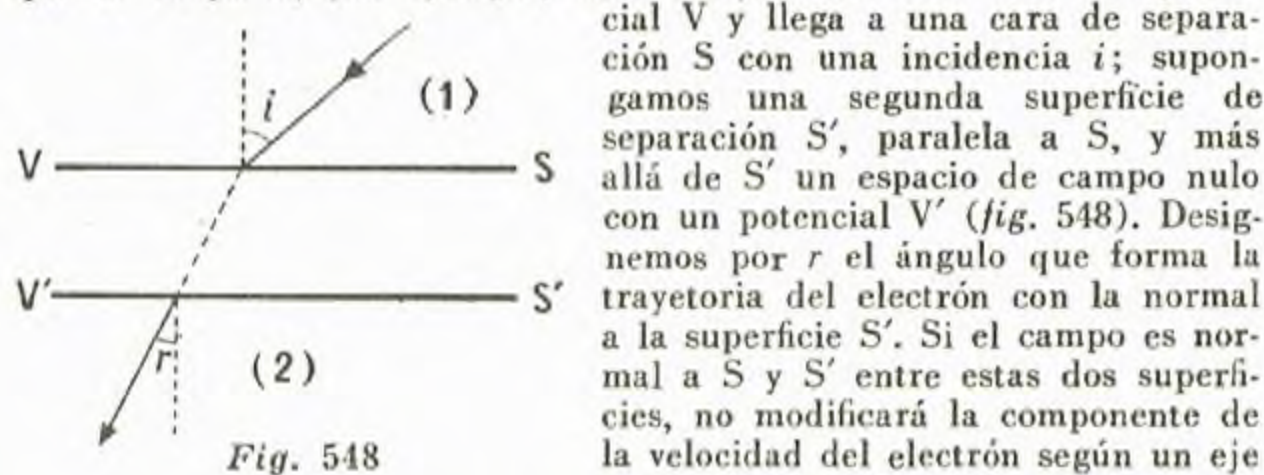 cial V y llega a una cara de separa-
ción S con una incidencia i; supon-
gamos una segunda superficie de
separación S′, paralela a S, y más
allá de S′ un espacio de campo nulo
con un potencial V′ (fig. 548). Desig-
nemos por r el ángulo que forma la
trayetoria del electrón con la normal
a la superficie S′. Si el campo es nor-
mal a S y S′ entre estas dos superfi-
cies, no modificará la componente de
la velocidad del electrón según un eje
i
(1)
V
S
V′
S′
r
(2)
Fig. 548